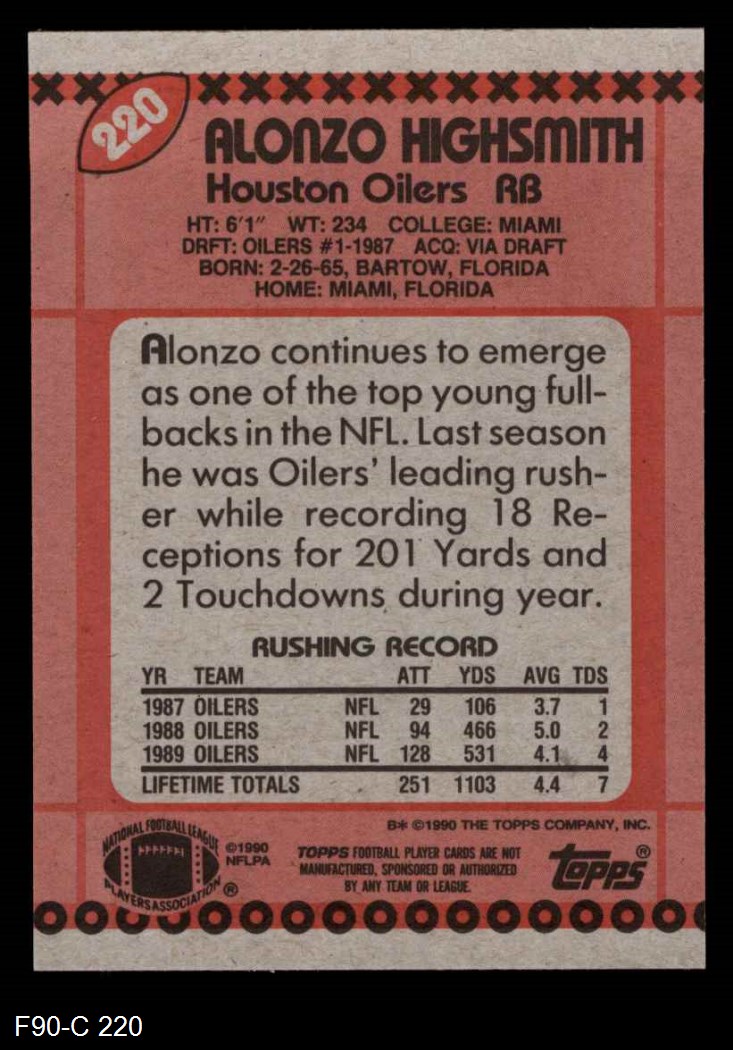 220
ALONZO HIGHSMITH
Houston Oilers RB
HT: 6'1" WT: 234 COLLEGE: MIAMI
DRFT: OILERS #1-1987 ACQ: VIA DRAFT
BORN: 2-26-65, BARTOW, FLORIDA
HOME: MIAMI, FLORIDA
Alonzo continues to emerge
as one of the top young full-
backs in the NFL. Last season
he was Oilers' leading rush-
er while recording 18 Re-
ceptions for 201 Yards and
2 Touchdowns during year.
RUSHING RECORD
YR TEAM ATT YDS AVG TDS
1987 OILERS NFL 29 106 3.7 1
1988 OILERS NFL 94 466 5.0 2
1989 OILERS NFL 128 531 4.1 4
LIFETIME TOTALS 251 1103 4.4 7
B* ©1990 THE TOPPS COMPANY, INC.
NATIONAL FOOTBALL LEAGUE
PLAYERS ASSOCIATION ®
©1990
NFLPA
TOPPS FOOTBALL PLAYER CARDS ARE NOT
MANUFACTURED, SPONSORED OR AUTHORIZED
BY ANY TEAM OR LEAGUE.
topps ®
F90-C 220